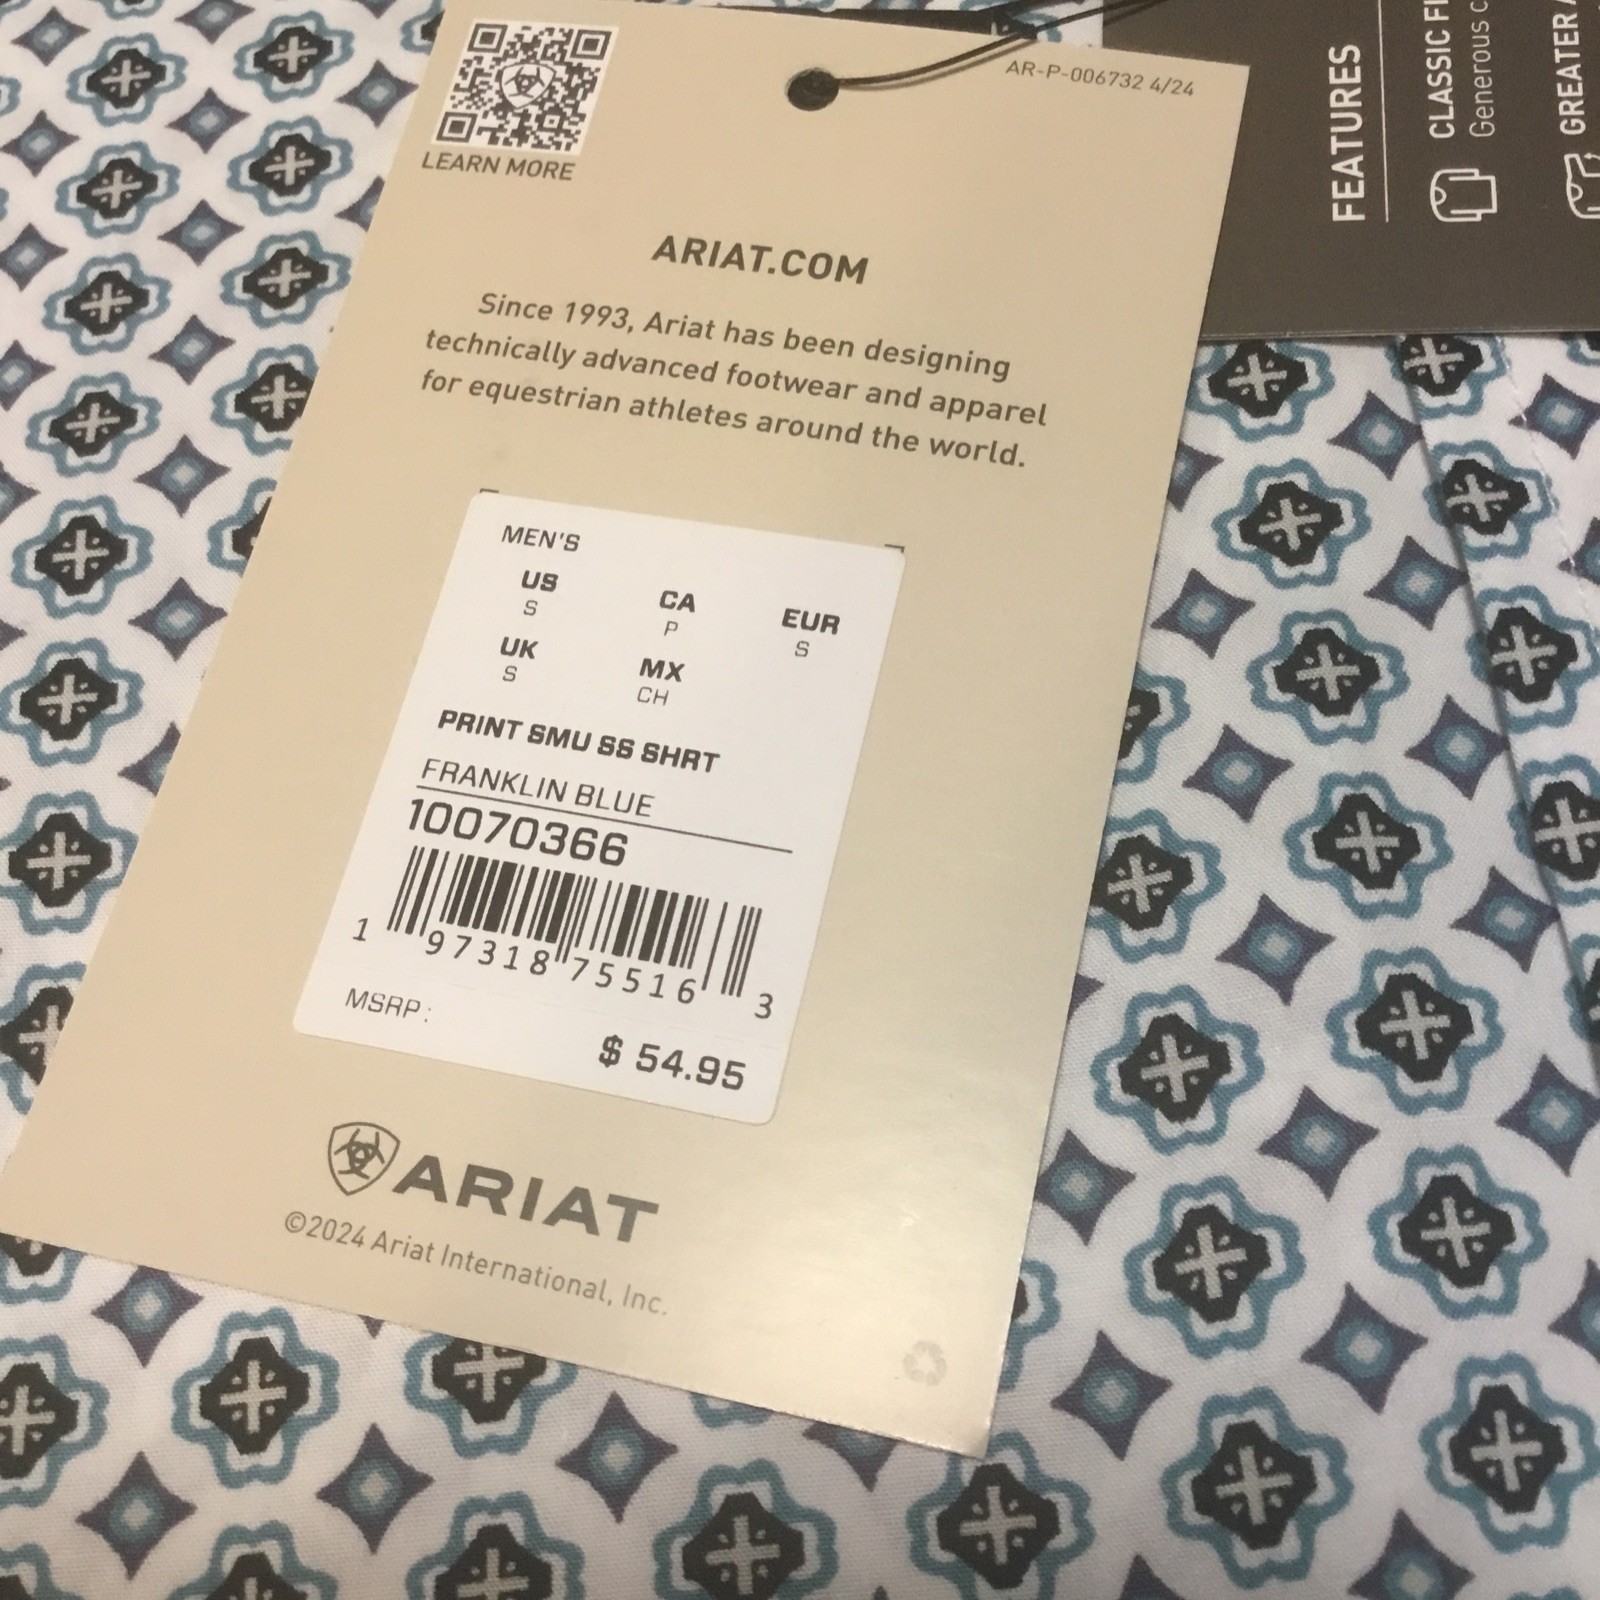 LEARN MORE
AR-P-006732 4/24
ARIAT.COM
Since 1993, Ariat has been designing
technically advanced footwear and apparel
for equestrian athletes around the world.
MEN'S
US CA EUR
S P S
UK MX
S CH
PRINT SMU SS SHRT
FRANKLIN BLUE
10070366
1 97318 75516 3
MSRP:
$ 54.95
ARIAT
©2024 Ariat International, Inc.
FEATURES
CLASSIC
Generous
GREATER